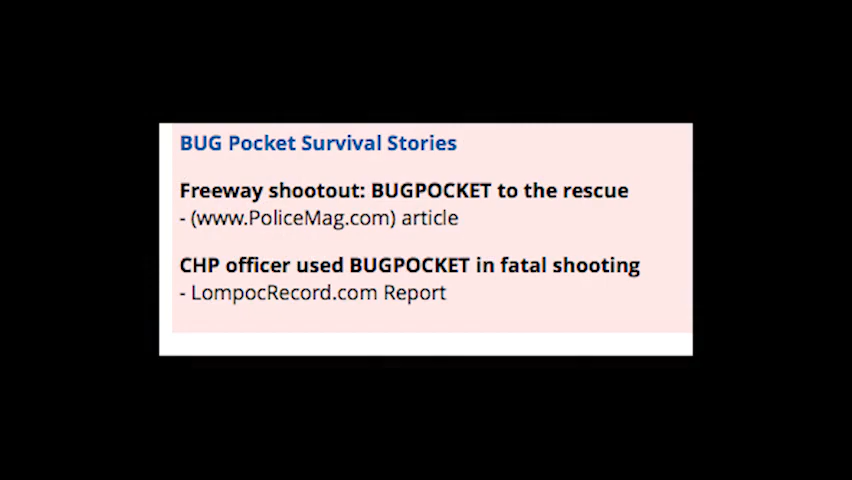 BUG Pocket Survival Stories
Freeway shootout: BUGPOCKET to the rescue
- (www.PoliceMag.com) article
CHP officer used BUGPOCKET in fatal shooting
- LompocRecord.com Report